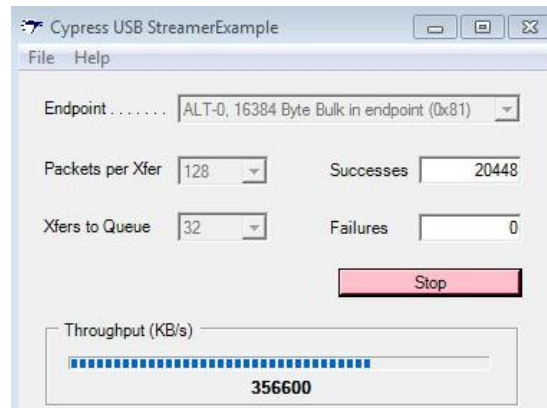 Cypress USB StreamerExample
File Help
Endpoint . . . . . . . ALT-0, 16384 Byte Bulk in endpoint (0x81)
Packets per Xfer 128 Successes 20448
Xfers to Queue 32 Failures 0
Stop
Throughput (KB/s)
356600